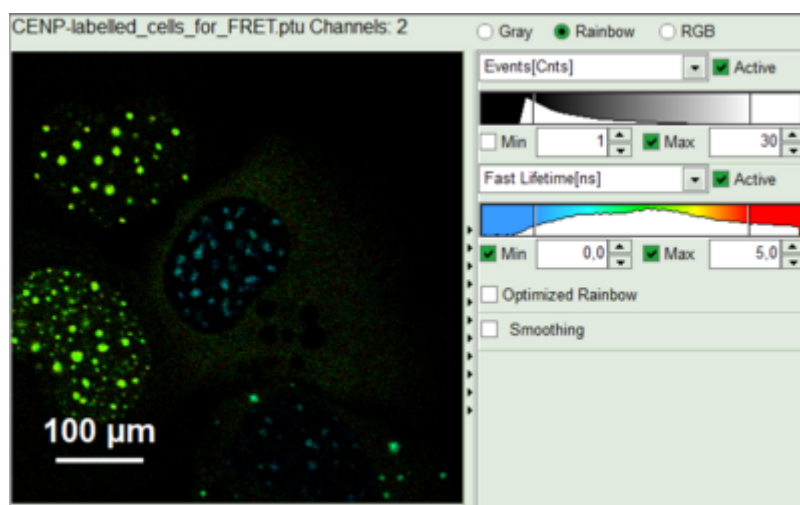 CENP-labelled_cells_for_FRET.ptu Channels: 2
Gray Rainbow RGB
Events[Cnts] Active
Min 1 Max 30
Fast Lifetime[ns] Active
Min 0,0 Max 5,0
Optimized Rainbow
Smoothing
100 µm